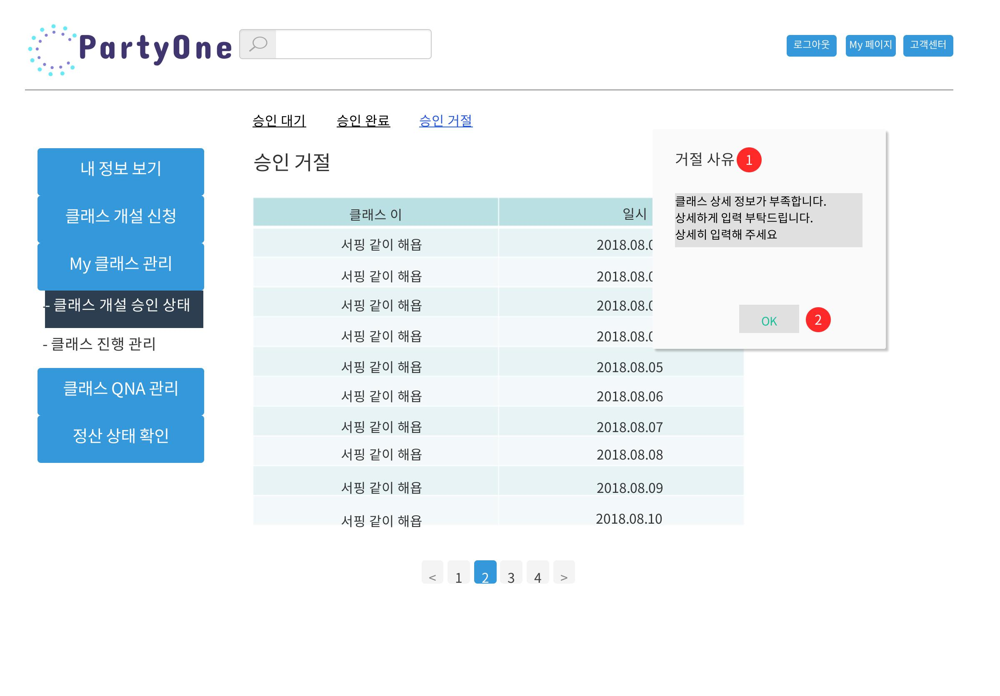 PartyOne
로그아웃 My 페이지 고객센터
승인 대기 승인 완료 승인 거절
승인 거절
내 정보 보기
클래스 개설 신청
My 클래스 관리
- 클래스 개설 승인 상태
- 클래스 진행 관리
클래스 QNA 관리
정산 상태 확인
클래스 이 일시
서핑 같이 해욥 2018.08.0
서핑 같이 해욥 2018.08.0
서핑 같이 해욥 2018.08.0
서핑 같이 해욥 2018.08.0
서핑 같이 해욥 2018.08.05
서핑 같이 해욥 2018.08.06
서핑 같이 해욥 2018.08.07
서핑 같이 해욥 2018.08.08
서핑 같이 해욥 2018.08.09
서핑 같이 해욥 2018.08.10
거절 사유 1
클래스 상세 정보가 부족합니다.
상세하게 입력 부탁드립니다.
상세히 입력해 주세요
OK 2
< 1 2 3 4 >